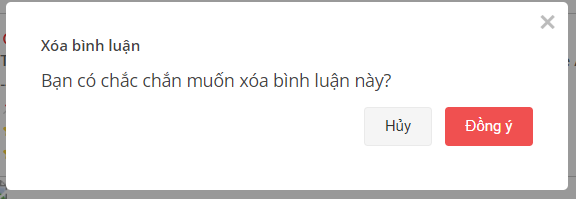 Xóa bình luận
Bạn có chắc chắn muốn xóa bình luận này?
Hủy
Đồng ý